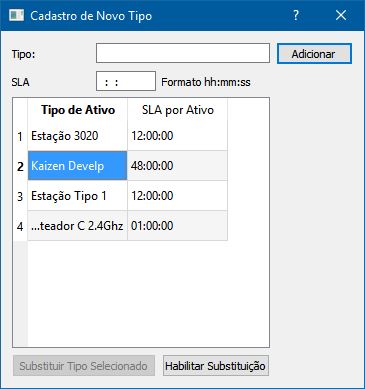 Cadastro de Novo Tipo
Tipo: Adicionar
SLA : : Formato hh:mm:ss
Tipo de Ativo SLA por Ativo
1 Estação 3020 12:00:00
2 Kaizen Develp 48:00:00
3 Estação Tipo 1 12:00:00
4 ...teador C 2.4Ghz 01:00:00
Substituir Tipo Selecionado Habilitar Substituição